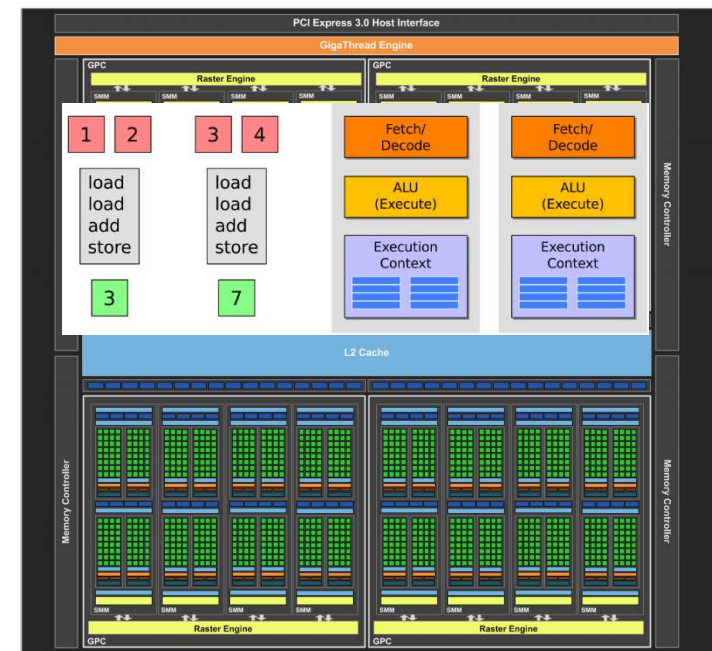 PCI Express 3.0 Host Interface
GigaThread Engine
GPC
GPC
Raster Engine
Raster Engine
SMM
SMM
SMM
SMM
SMM
SMM
SMM
SMM
1 2 3 4
load
load
add
store
load
load
add
store
3
7
Fetch/
Decode
ALU
(Execute)
Execution
Context
Fetch/
Decode
ALU
(Execute)
Execution
Context
Memory Controller
L2 Cache
Memory Controller
Memory Controller
SMM
SMM
SMM
SMM
SMM
SMM
SMM
SMM
Raster Engine
Raster Engine
GPC
GPC